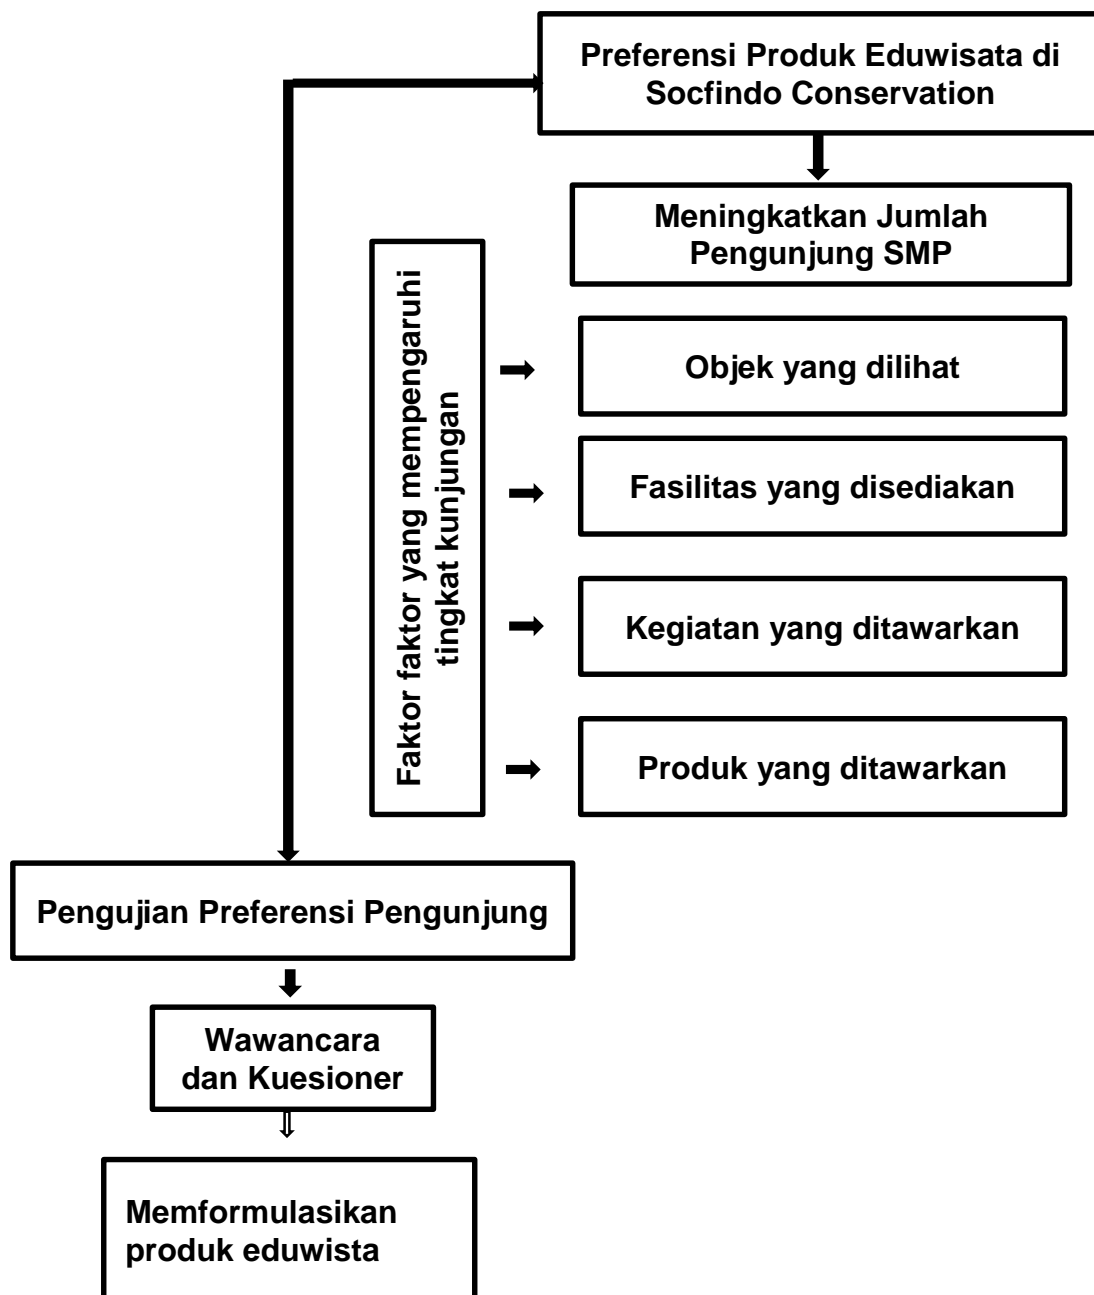 Preferensi Produk Eduwisata di
Socfindo Conservation
Meningkatkan Jumlah
Pengunjung SMP
Faktor faktor yang mempengaruhi
tingkat kunjungan
Objek yang dilihat
Fasilitas yang disediakan
Kegiatan yang ditawarkan
Produk yang ditawarkan
Pengujian Preferensi Pengunjung
Wawancara
dan Kuesioner
Memformulasikan
produk eduwista